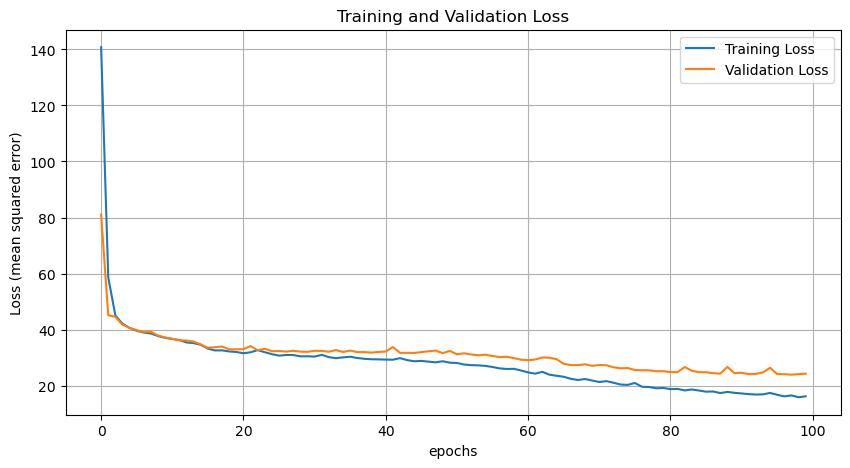 Training and Validation Loss
Training Loss
Validation Loss
Loss (mean squared error)
140
120
100
80
60
40
20
0
20
40
60
80
100
epochs